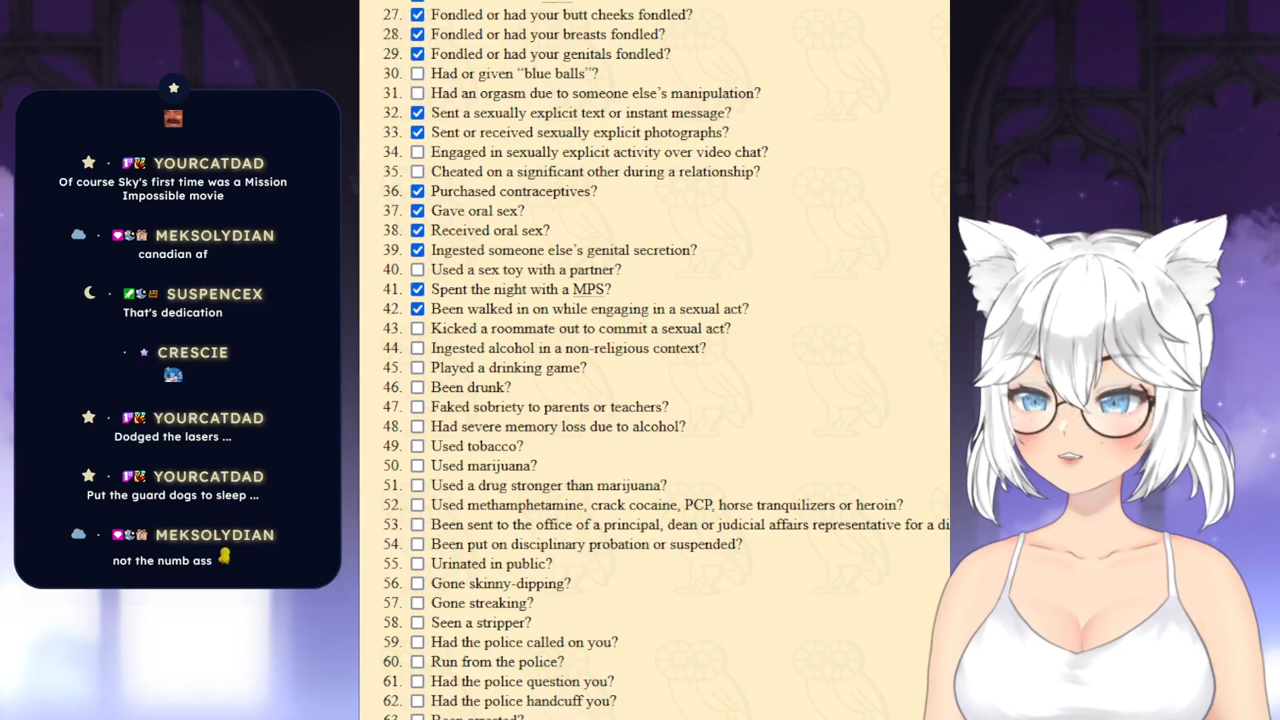 YOURCATDAD
Of course Sky's first time was a Mission
Impossible movie
MEKSOLYDIAN
canadian af
SUSPENCEX
That's dedication
CRESCIE
YOURCATDAD
Dodged the lasers ...
YOURCATDAD
Put the guard dogs to sleep ...
MEKSOLYDIAN
not the numb ass
27. Fondled or had your butt cheeks fondled?
28. Fondled or had your breasts fondled?
29. Fondled or had your genitals fondled?
30. Had or given “blue balls”?
31. Had an orgasm due to someone else’s manipulation?
32. Sent a sexually explicit text or instant message?
33. Sent or received sexually explicit photographs?
34. Engaged in sexually explicit activity over video chat?
35. Cheated on a significant other during a relationship?
36. Purchased contraceptives?
37. Gave oral sex?
38. Received oral sex?
39. Ingested someone else’s genital secretion?
40. Used a sex toy with a partner?
41. Spent the night with a MPS?
42. Been walked in on while engaging in a sexual act?
43. Kicked a roommate out to commit a sexual act?
44. Ingested alcohol in a non-religious context?
45. Played a drinking game?
46. Been drunk?
47. Faked sobriety to parents or teachers?
48. Had severe memory loss due to alcohol?
49. Used tobacco?
50. Used marijuana?
51. Used a drug stronger than marijuana?
52. Used methamphetamine, crack cocaine, PCP, horse tranquilizers or heroin?
53. Been sent to the office of a principal, dean or judicial affairs representative for a di
54. Been put on disciplinary probation or suspended?
55. Urinated in public?
56. Gone skinny-dipping?
57. Gone streaking?
58. Seen a stripper?
59. Had the police called on you?
60. Run from the police?
61. Had the police question you?
62. Had the police handcuff you?
63. Been arrested?